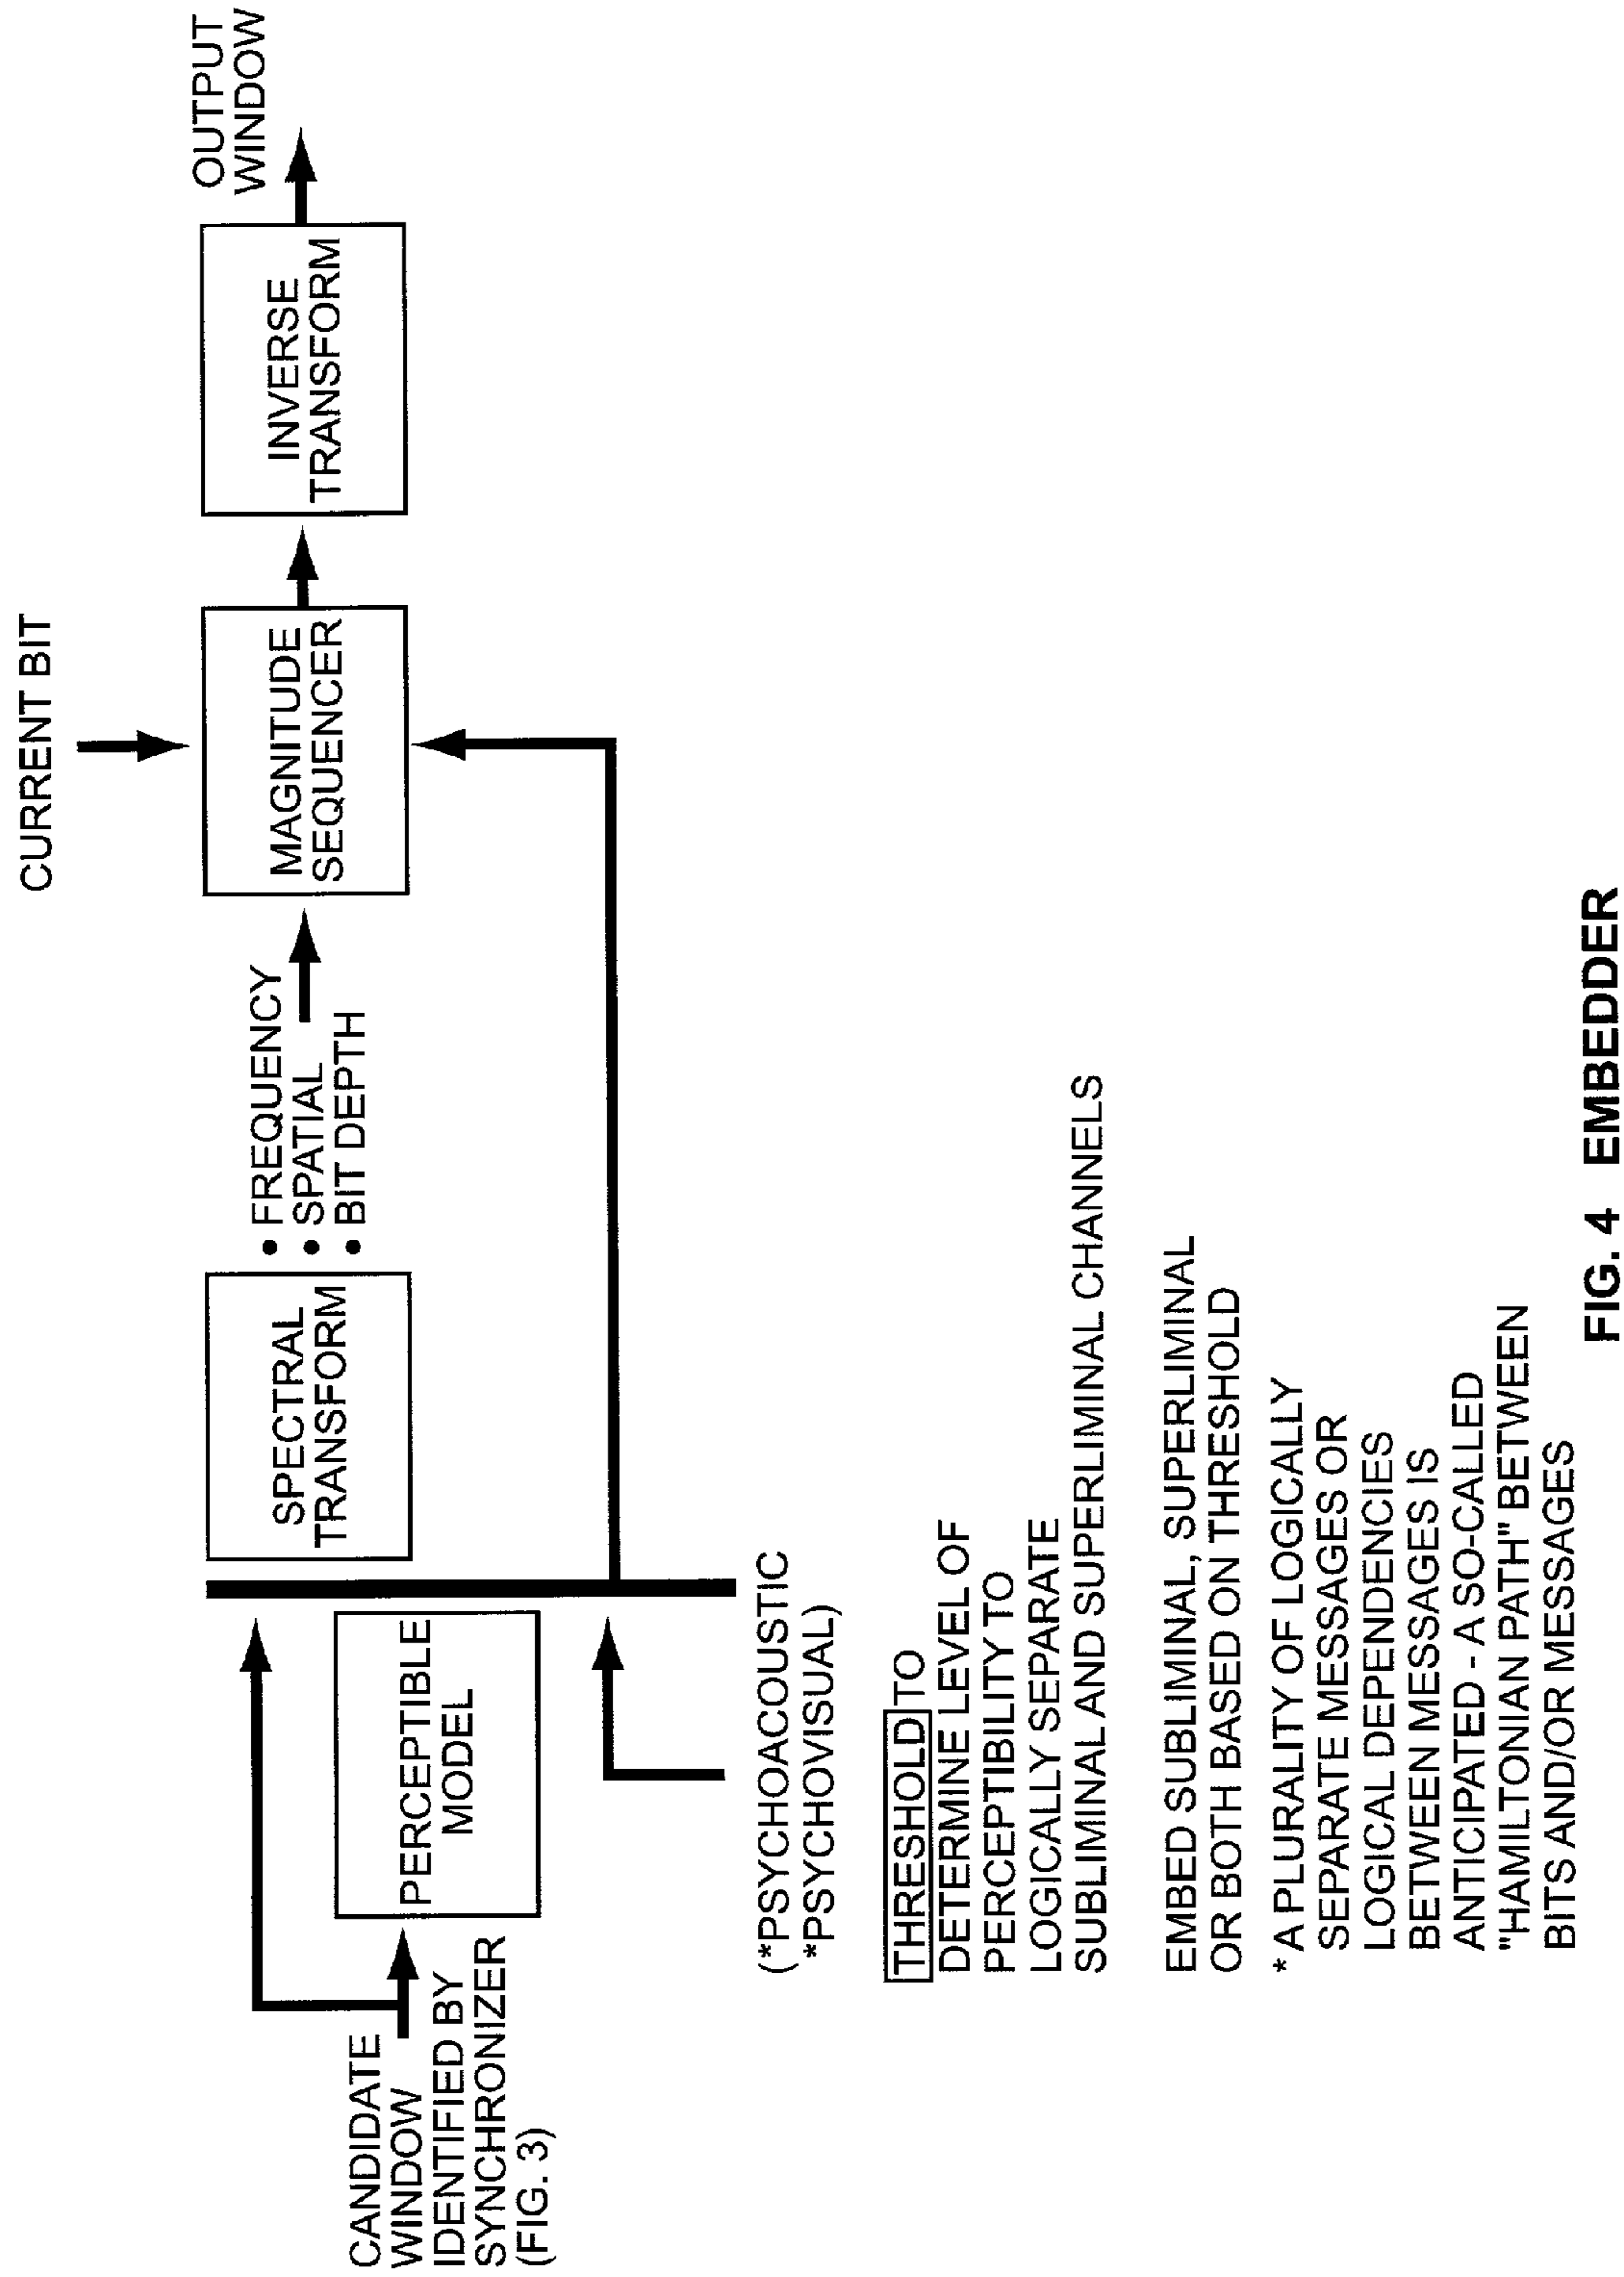 CANDIDATE
WINDOW
IDENTIFIED BY
SYNCHRONIZER
(FIG. 3)
PERCEPTIBLE
MODEL
SPECTRAL
TRANSFORM
• FREQUENCY
• SPATIAL
• BIT DEPTH
CURRENT BIT
MAGNITUDE
SEQUENCER
INVERSE
TRANSFORM
OUTPUT
WINDOW
(*PSYCHOACOUSTIC
*PSYCHOVISUAL)
THRESHOLD TO
DETERMINE LEVEL OF
PERCEPTIBILITY TO
LOGICALLY SEPARATE
SUBLIMINAL AND SUPERLIMINAL CHANNELS
EMBED SUBLIMINAL, SUPERLIMINAL
OR BOTH BASED ON THRESHOLD
* A PLURALITY OF LOGICALLY
SEPARATE MESSAGES OR
LOGICAL DEPENDENCIES
BETWEEN MESSAGES IS
ANTICIPATED - A SO-CALLED
"HAMILTONIAN PATH" BETWEEN
BITS AND/OR MESSAGES
FIG. 4 EMBEDDER